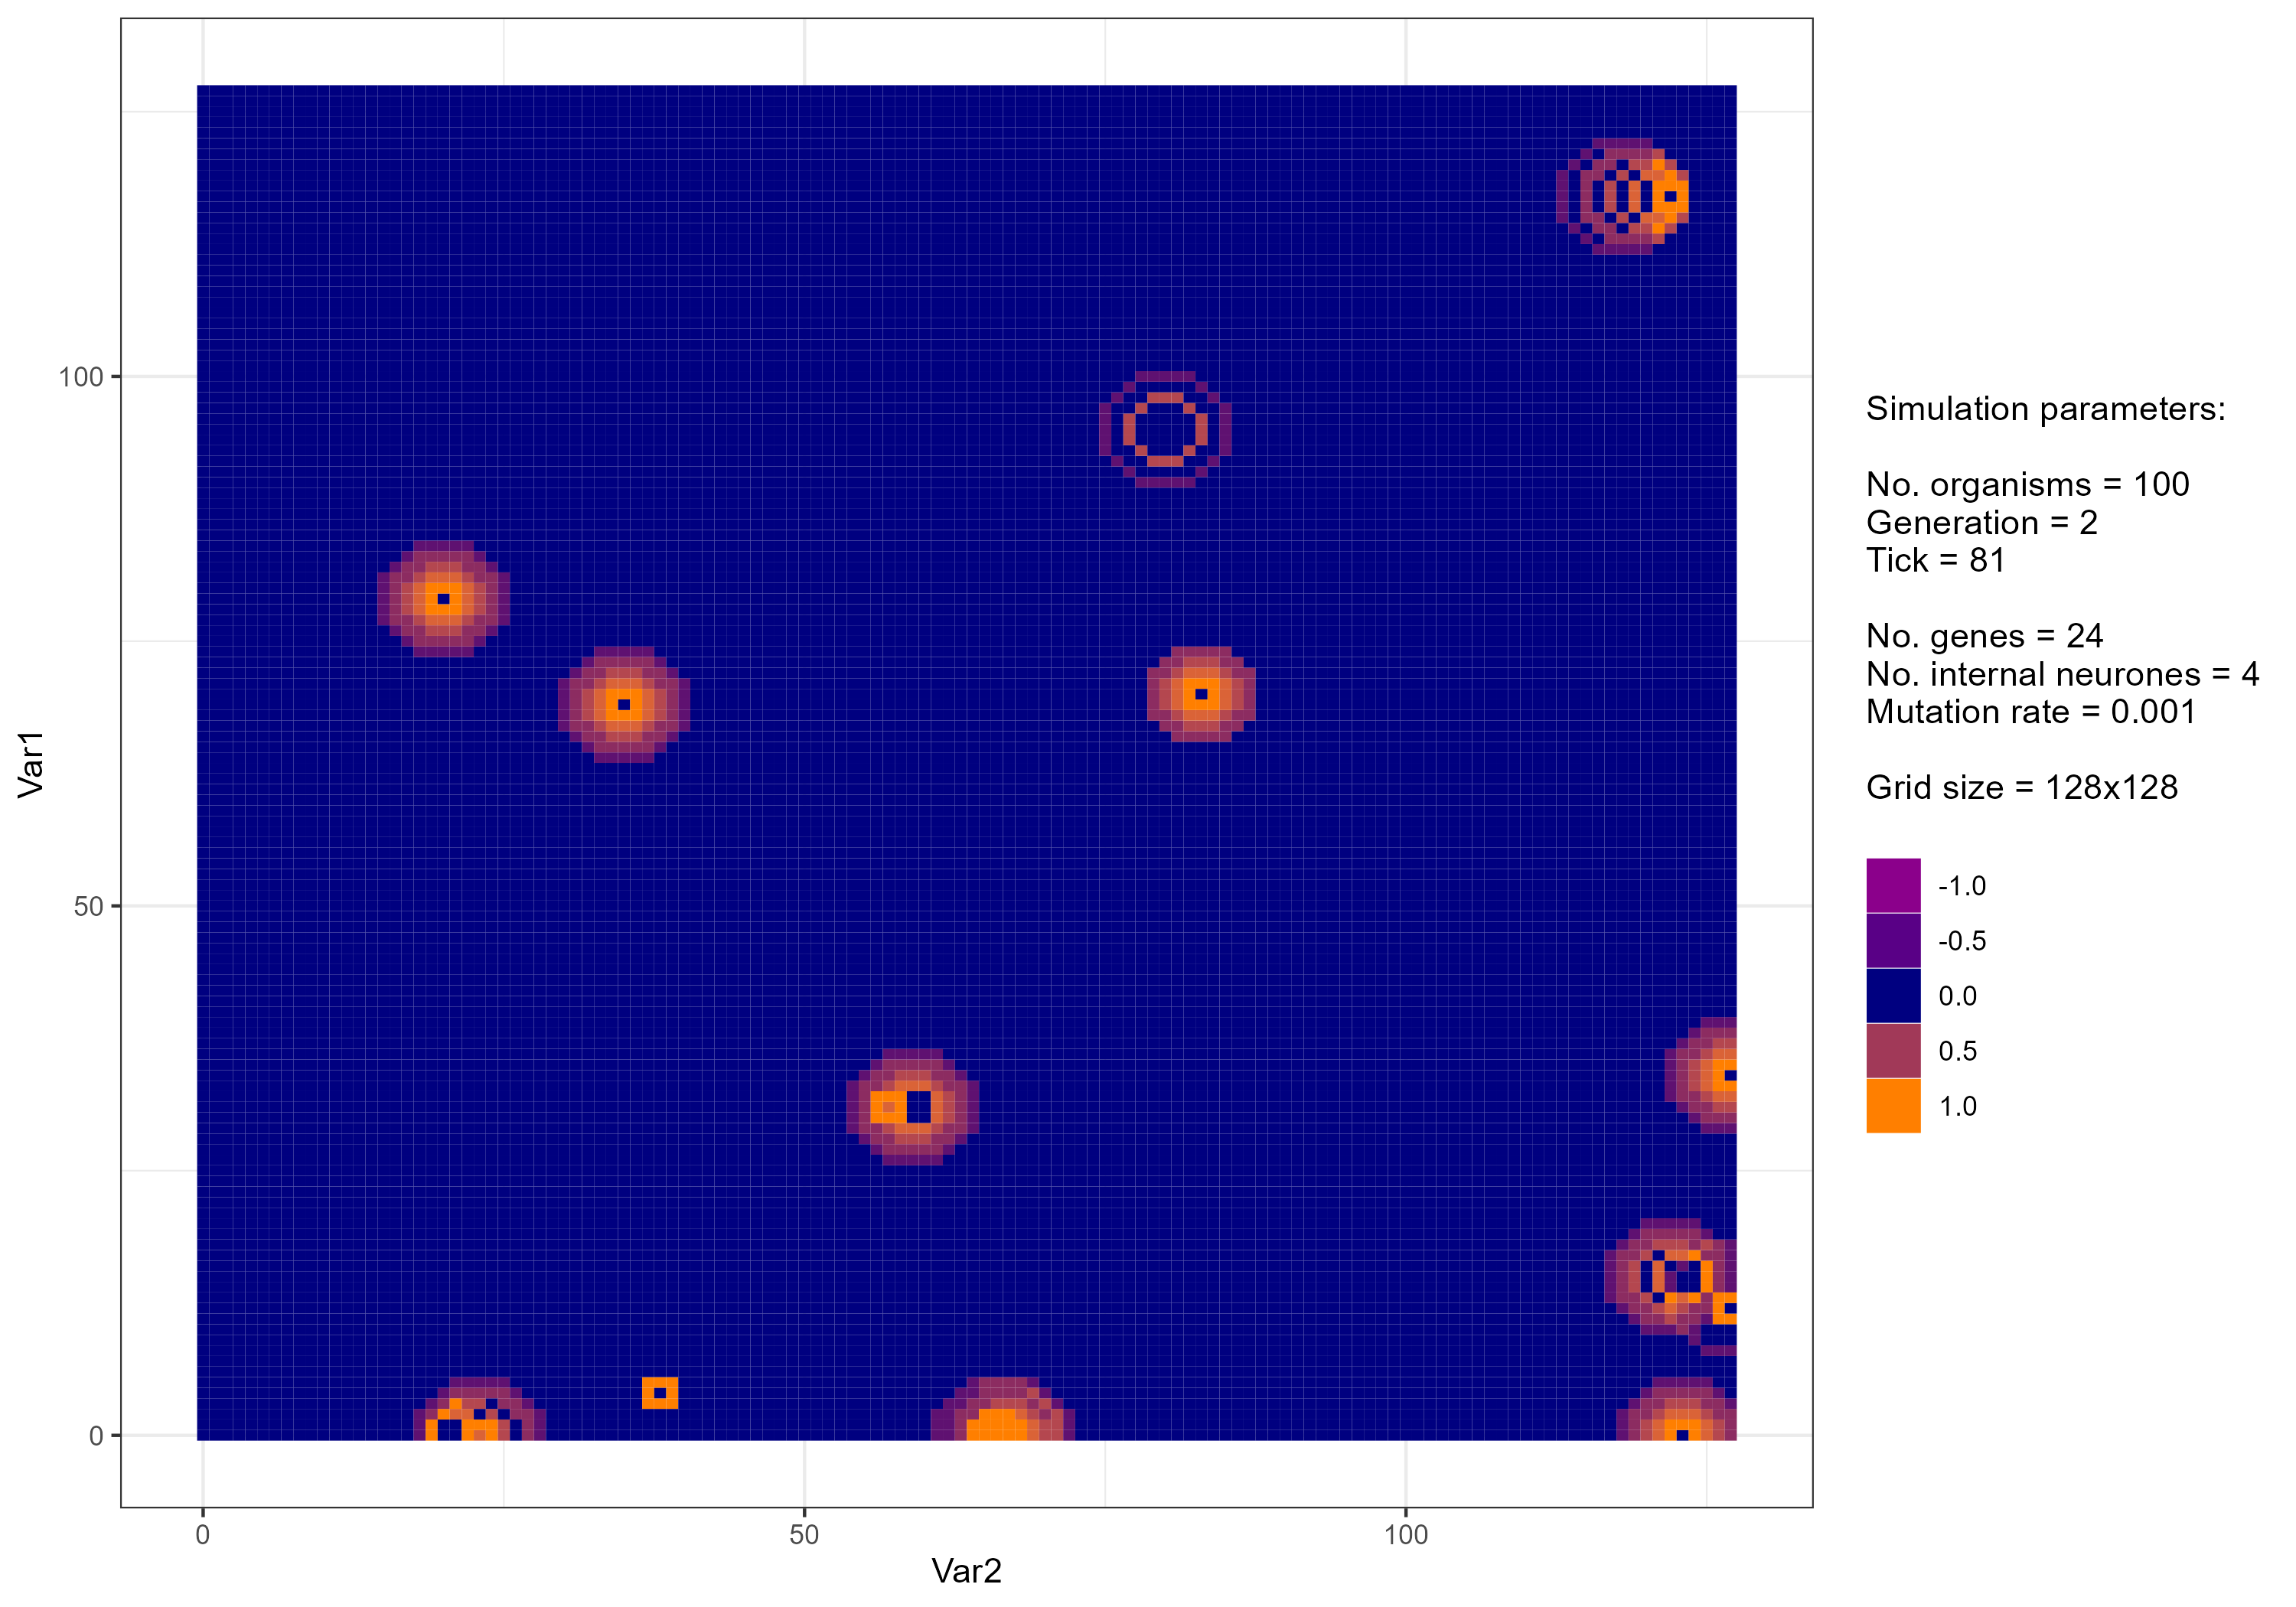 Var1
100
50
0
0
50
100
Var2
Simulation parameters:
No. organisms = 100
Generation = 2
Tick = 81
No. genes = 24
No. internal neurones = 4
Mutation rate = 0.001
Grid size = 128x128
-1.0
-0.5
0.0
0.5
1.0